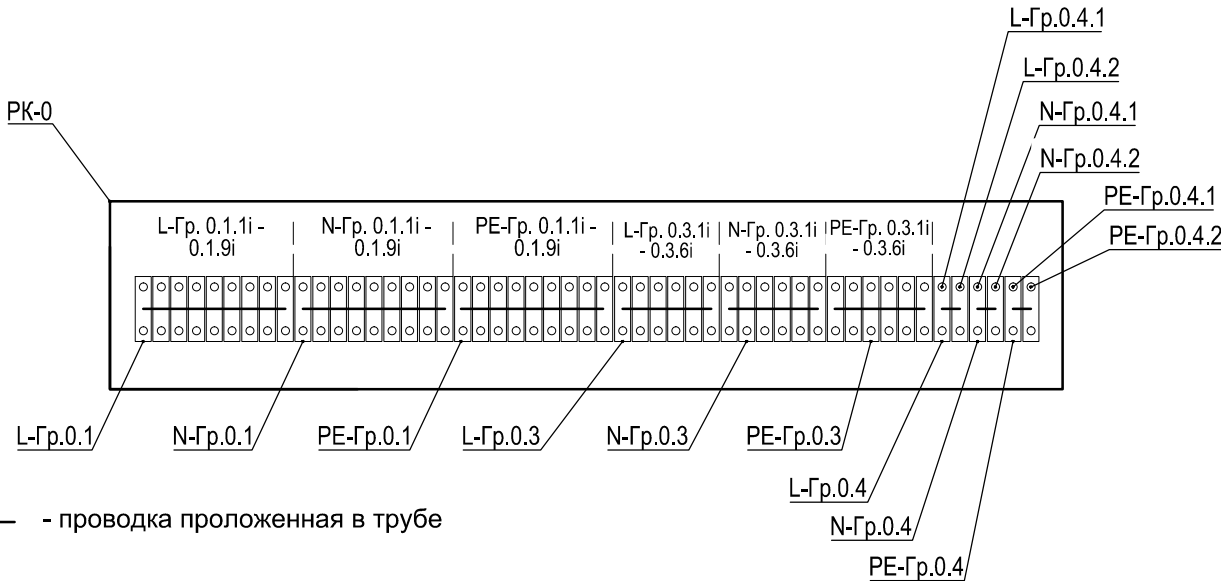 L-Гр.0.4.1
L-Гр.0.4.2
РК-0
N-Гр.0.4.1
N-Гр.0.4.2
PE-Гр.0.4.1
PE-Гр.0.4.2
L-Гр. 0.1.1i -
0.1.9i
N-Гр. 0.1.1i -
0.1.9i
PE-Гр. 0.1.1i -
0.1.9i
L-Гр. 0.3.1i
- 0.3.6i
N-Гр. 0.3.1i
- 0.3.6i
PE-Гр. 0.3.1i
- 0.3.6i
L-Гр.0.1
N-Гр.0.1
PE-Гр.0.1
L-Гр.0.3
N-Гр.0.3
PE-Гр.0.3
L-Гр.0.4
N-Гр.0.4
PE-Гр.0.4
- проводка проложенная в трубе